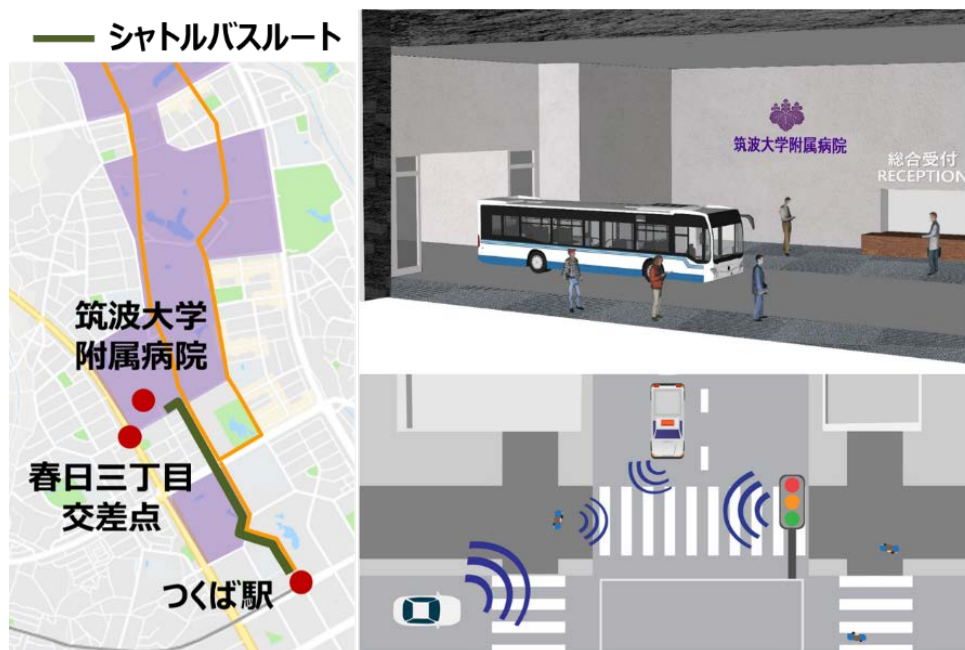 シャトルバスルート
筑波大学
附属病院
春日三丁目
交差点
つくば駅
筑波大学附属病院
総合受付
RECEPTION